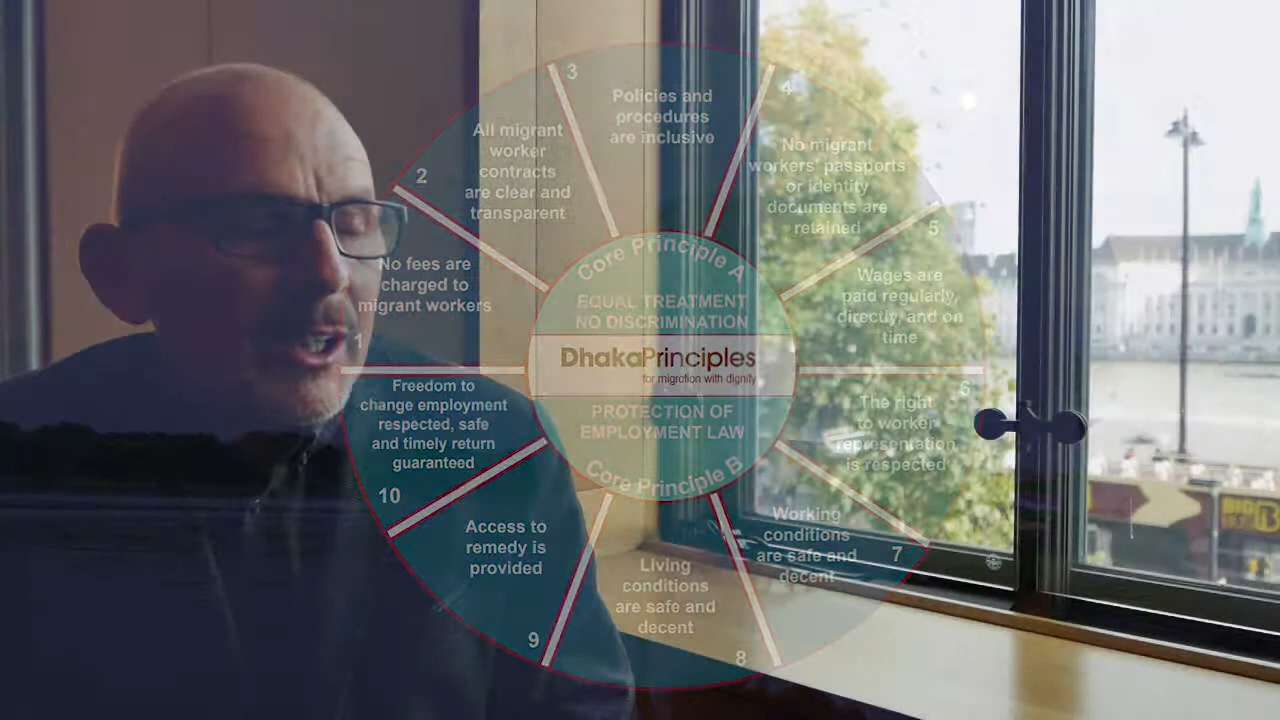 3
Policies and
procedures
are inclusive
4
No migrant
workers' passports
or identity
documents are
retained
2
All migrant
worker
contracts
are clear and
transparent
5
Wages are
paid regularly,
directly, and on
time
No fees are
charged to
migrant workers
1
Core Principle A
EQUAL TREATMENT
NO DISCRIMINATION
DhakaPrinciples
for migration with dignity
PROTECTION OF
EMPLOYMENT LAW
Core Principle B
6
The right
to worker
representation
is respected
Freedom to
change employment
respected, safe
and timely return
guaranteed
10
7
Working
conditions
are safe and
decent
Access to
remedy is
provided
9
Living
conditions
are safe and
decent
8